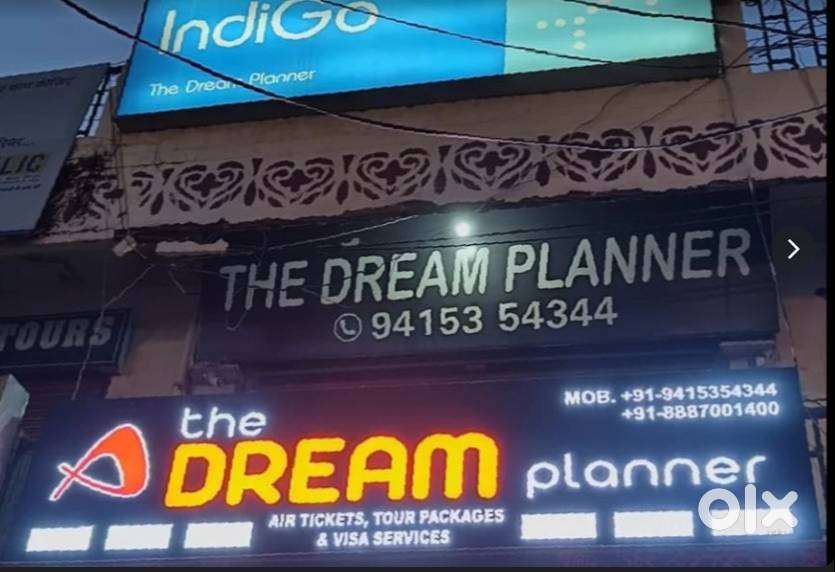 IndiGo
The Dream Planner
LIC
THE DREAM PLANNER
94153 54344
TOURS
MOB. +91-9415354344
+91-8887001400
the
DREAM
planner
AIR TICKETS, TOUR PACKAGES
& VISA SERVICES
olx